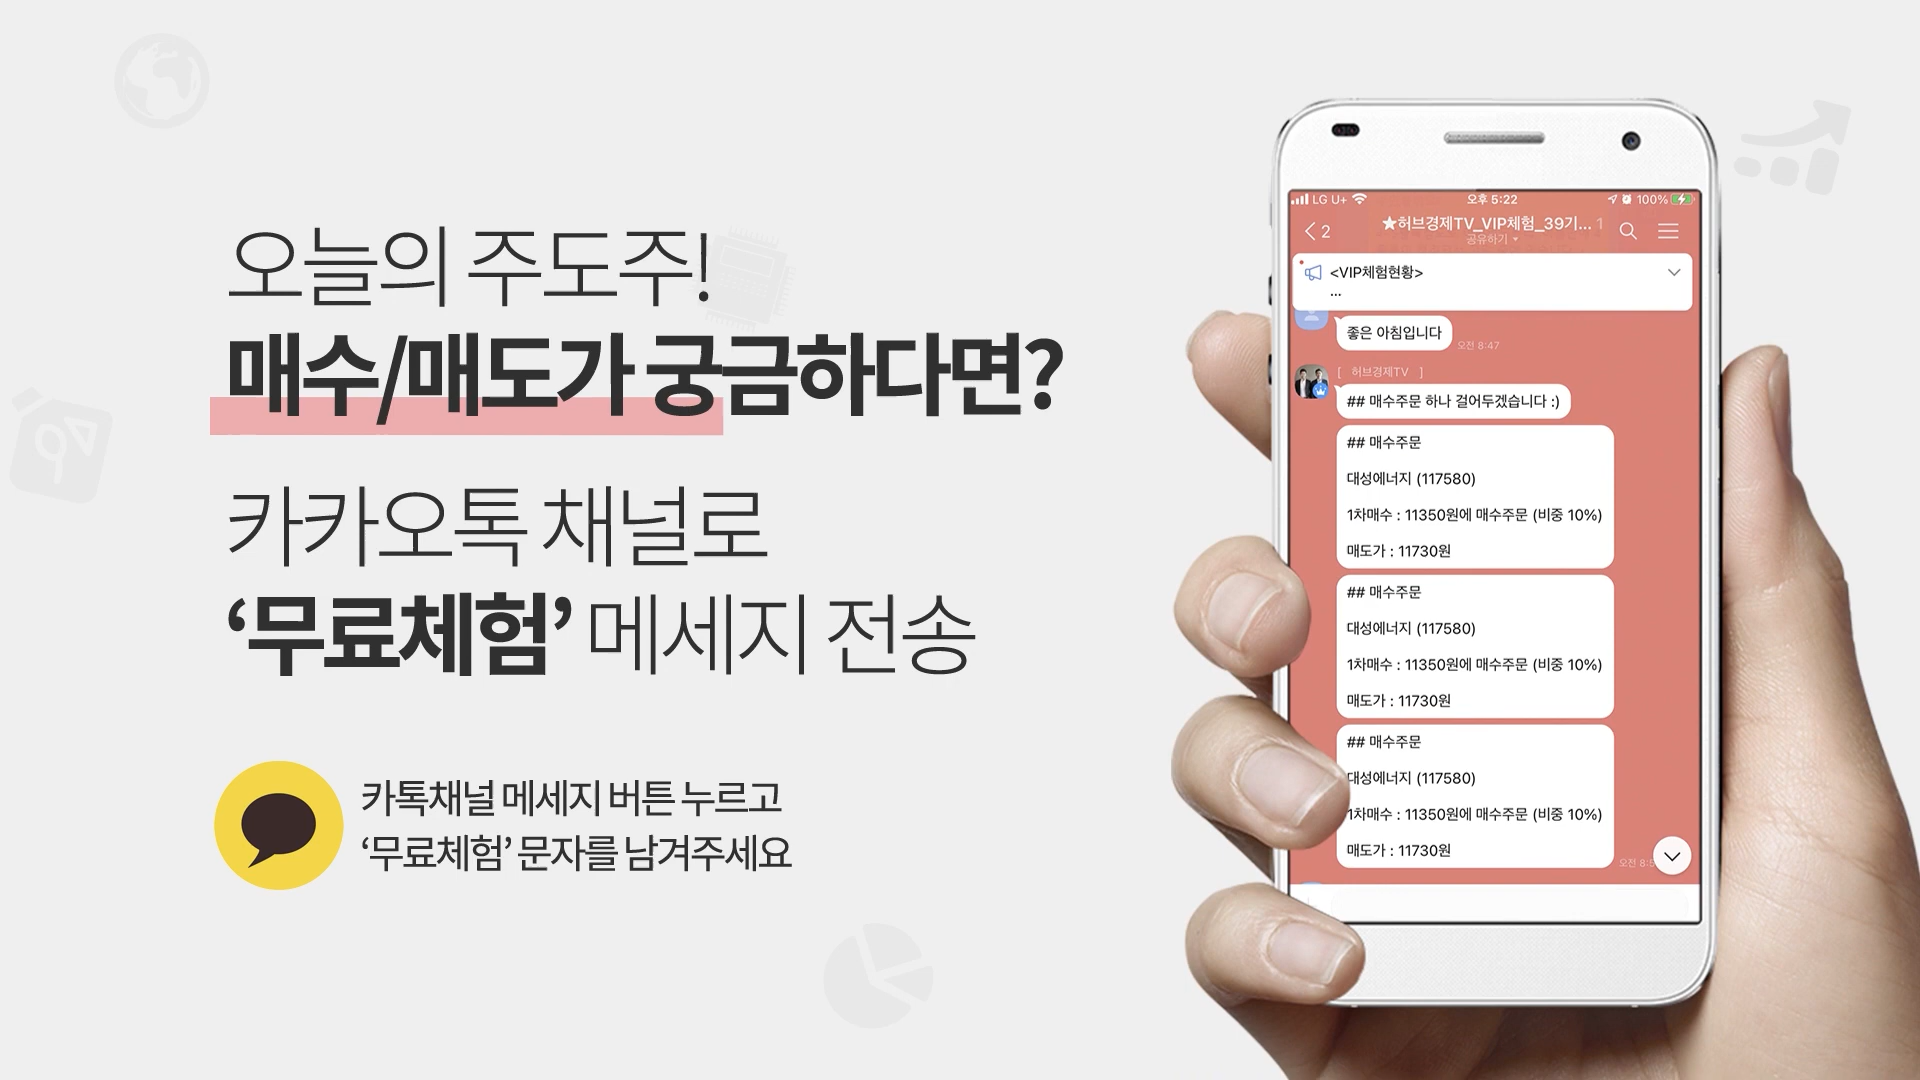 오늘의 주도주!
매수/매도가 궁금하다면?
카카오톡 채널로
‘무료체험’ 메세지 전송
카톡채널 메세지 버튼 누르고
‘무료체험’ 문자를 남겨주세요
LG U+ 오후 5:22 100%
2 ★허브경제TV_VIP체험_39기... 1
공유하기
<VIP체험현황>
...
좋은 아침입니다
오전 8:47
[ 허브경제TV ]
## 매수주문 하나 걸어두겠습니다 :)
## 매수주문
대성에너지 (117580)
1차매수 : 11350원에 매수주문 (비중 10%)
매도가 : 11730원
## 매수주문
대성에너지 (117580)
1차매수 : 11350원에 매수주문 (비중 10%)
매도가 : 11730원
## 매수주문
대성에너지 (117580)
1차매수 : 11350원에 매수주문 (비중 10%)
매도가 : 11730원
오전